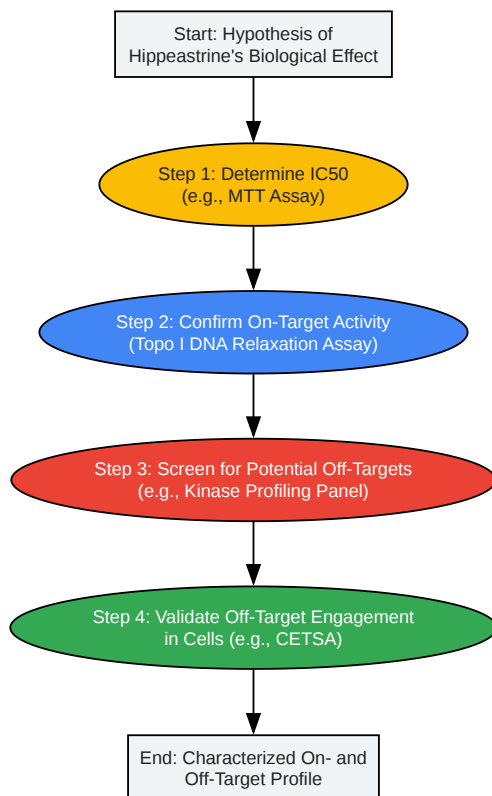 Start: Hypothesis of
Hippeastrine's Biological Effect
Step 1: Determine IC50
(e.g., MTT Assay)
Step 2: Confirm On-Target Activity
(Topo I DNA Relaxation Assay)
Step 3: Screen for Potential Off-Targets
(e.g., Kinase Profiling Panel)
Step 4: Validate Off-Target Engagement
in Cells (e.g., CETSA)
End: Characterized On- and
Off-Target Profile